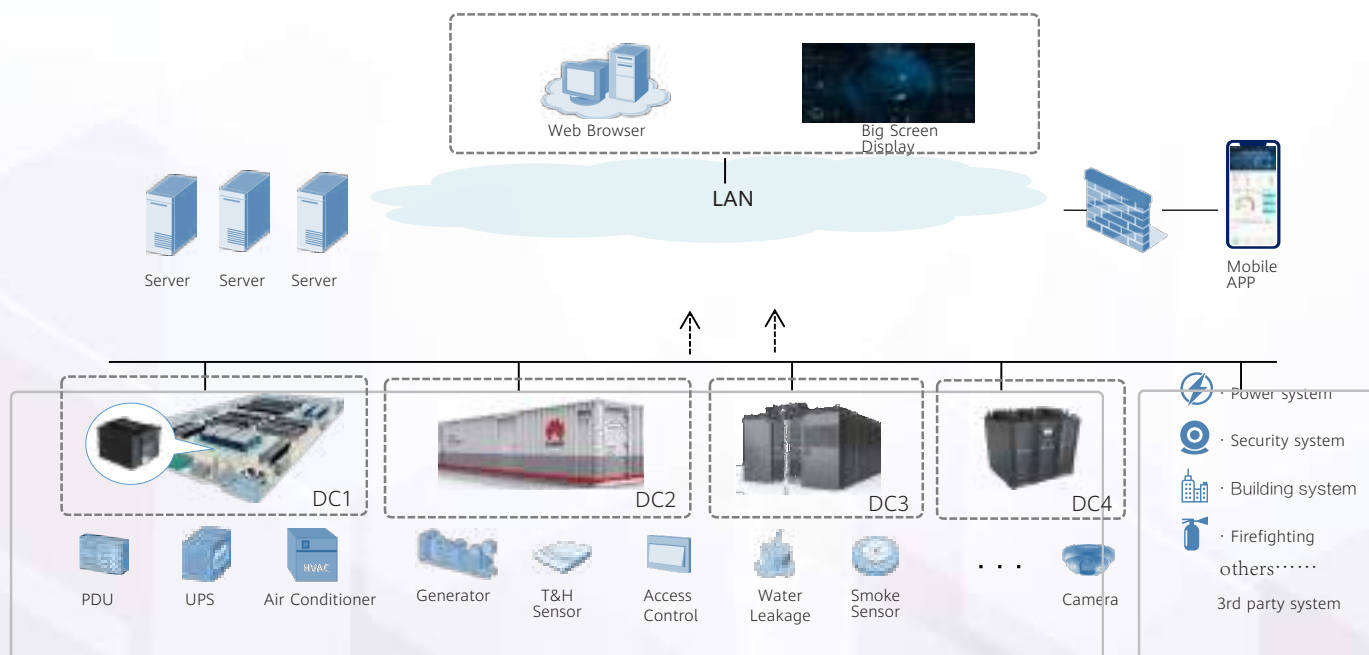 Web Browser
Big Screen
Display
LAN
Server
Server
Server
Mobile
APP
DC1
DC2
DC3
DC4
· Power system
· Security system
· Building system
· Firefighting
others······
3rd party system
HVAC
PDU
UPS
Air Conditioner
Generator
T&H
Sensor
Access
Control
Water
Leakage
Smoke
Sensor
· · ·
Camera